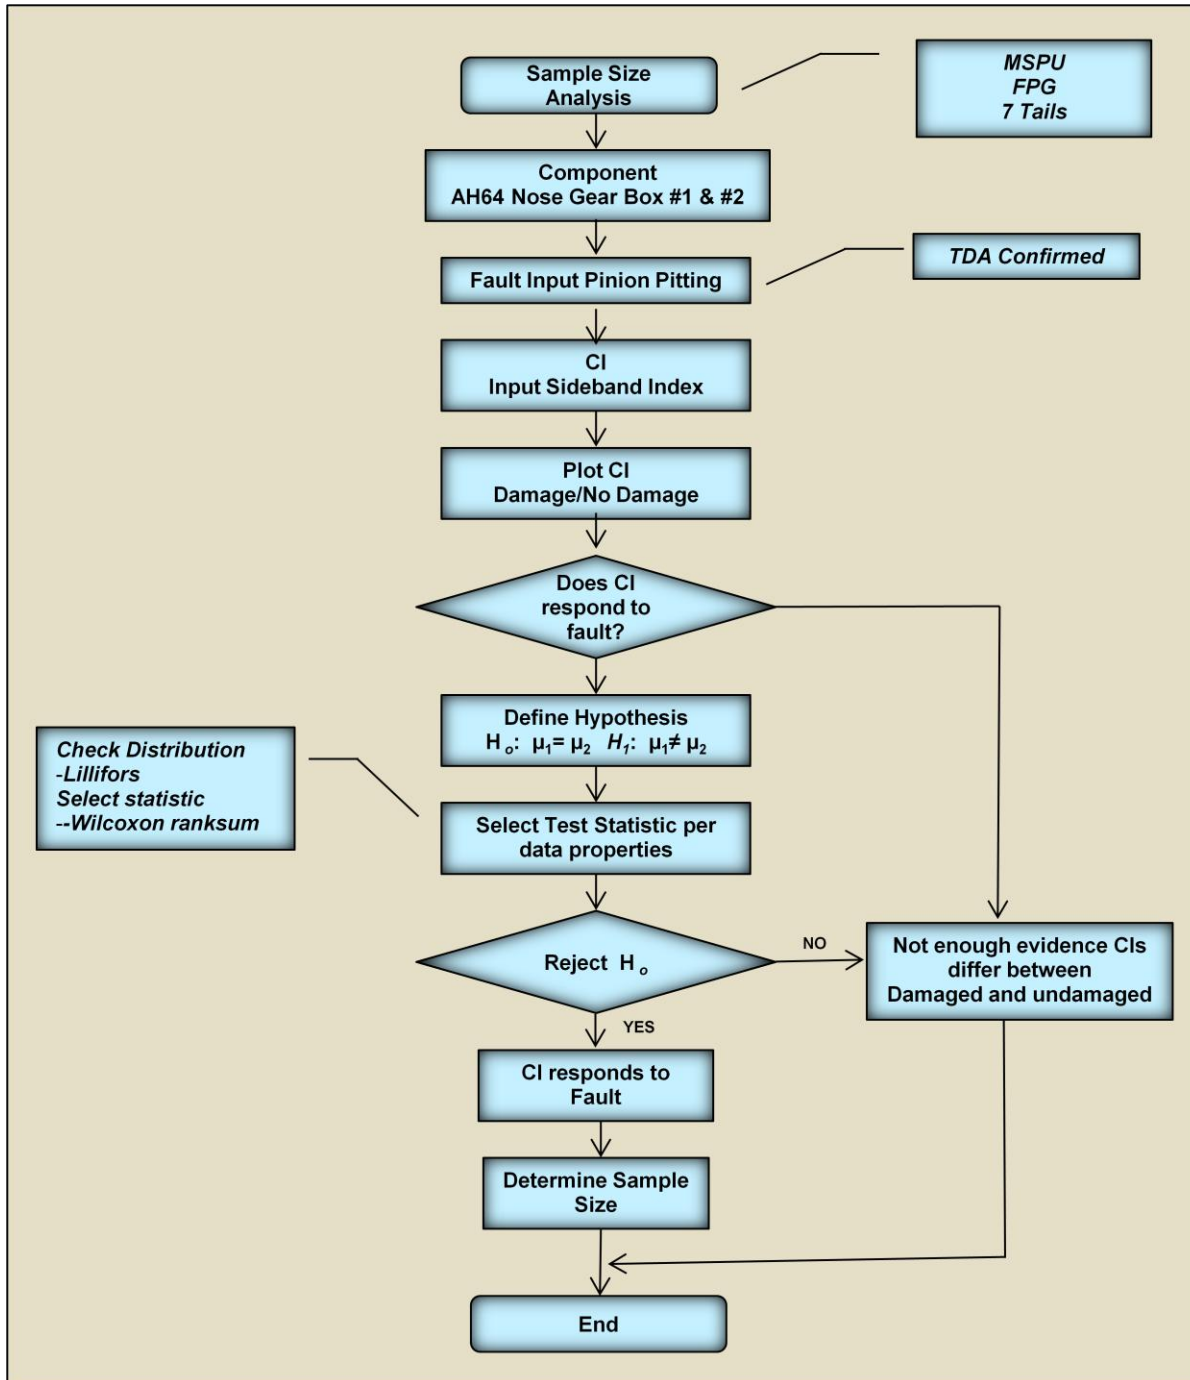 Sample Size
Analysis
MSPU
FPG
7 Tails
Component
AH64 Nose Gear Box #1 & #2
Fault Input Pinion Pitting
TDA Confirmed
CI
Input Sideband Index
Plot CI
Damage/No Damage
Does CI
respond to
fault?
Define Hypothesis
H o: μ1= μ2 H1: μ1≠ μ2
Check Distribution
-Lillifors
Select statistic
--Wilcoxon ranksum
Select Test Statistic per
data properties
Reject H o
NO
Not enough evidence CIs
differ between
Damaged and undamaged
YES
CI responds to
Fault
Determine Sample
Size
End